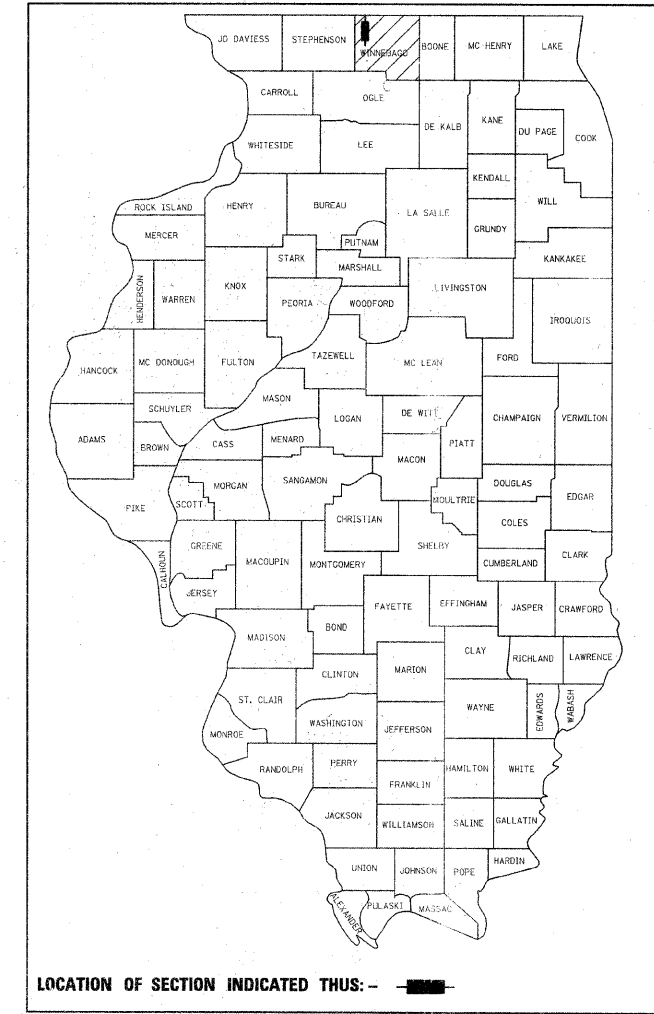 JO DAVIESS STEPHENSON WINNEBAGO BOONE MC HENRY LAKE
CARROLL OGLE
DE KALB KANE DU PAGE COOK
WHITESIDE LEE
KENDALL
WILL
ROCK ISLAND HENRY BUREAU LA SALLE GRUNDY
MERCER PUTNAM
STARK MARSHALL KANKAKEE
HENDERSON WARREN KNOX PEORIA WOODFORD LIVINGSTON
IROQUOIS
HANCOCK MC DONOUGH FULTON TAZEWELL MC LEAN FORD
MASON
SCHUYLER LOGAN DE WITT CHAMPAIGN VERMILION
ADAMS BROWN CASS MENARD PIATT
MACON
PIKE SCOTT MORGAN SANGAMON MOULTRIE DOUGLAS EDGAR
CHRISTIAN COLES
GREENE SHELBY
CALHOUN MACOUPIN MONTGOMERY CUMBERLAND CLARK
JERSEY
FAYETTE EFFINGHAM JASPER CRAWFORD
MADISON BOND
CLAY RICHLAND LAWRENCE
CLINTON MARION
ST. CLAIR WAYNE EDWARDS WABASH
WASHINGTON JEFFERSON
MONROE
RANDOLPH PERRY HAMILTON WHITE
FRANKLIN
JACKSON WILLIAMSON SALINE GALLATIN
UNION JOHNSON POPE HARDIN
ALEXANDER PULASKI MASSAC
LOCATION OF SECTION INDICATED THUS: -